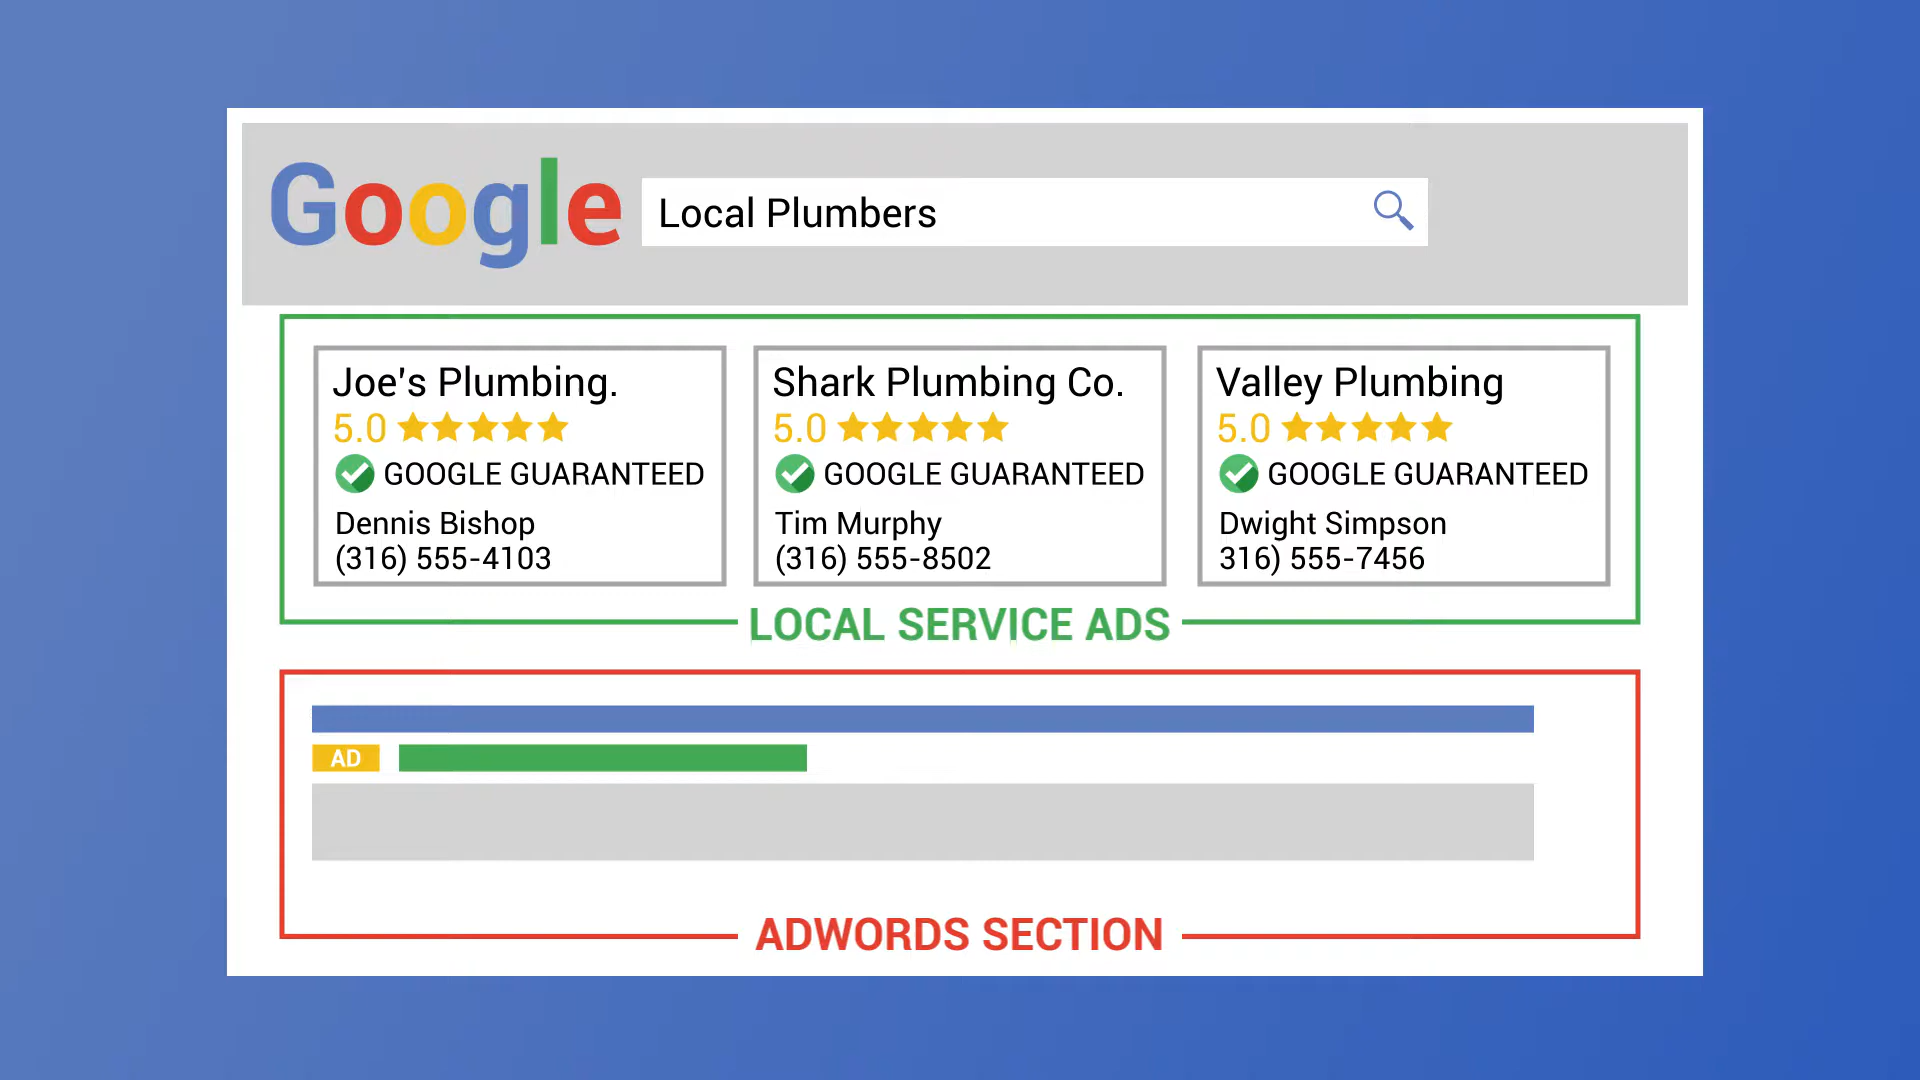 Google
Local Plumbers
Joe's Plumbing.
5.0
GOOGLE GUARANTEED
Dennis Bishop
(316) 555-4103
Shark Plumbing Co.
5.0
GOOGLE GUARANTEED
Tim Murphy
(316) 555-8502
Valley Plumbing
5.0
GOOGLE GUARANTEED
Dwight Simpson
316) 555-7456
LOCAL SERVICE ADS
AD
ADWORDS SECTION